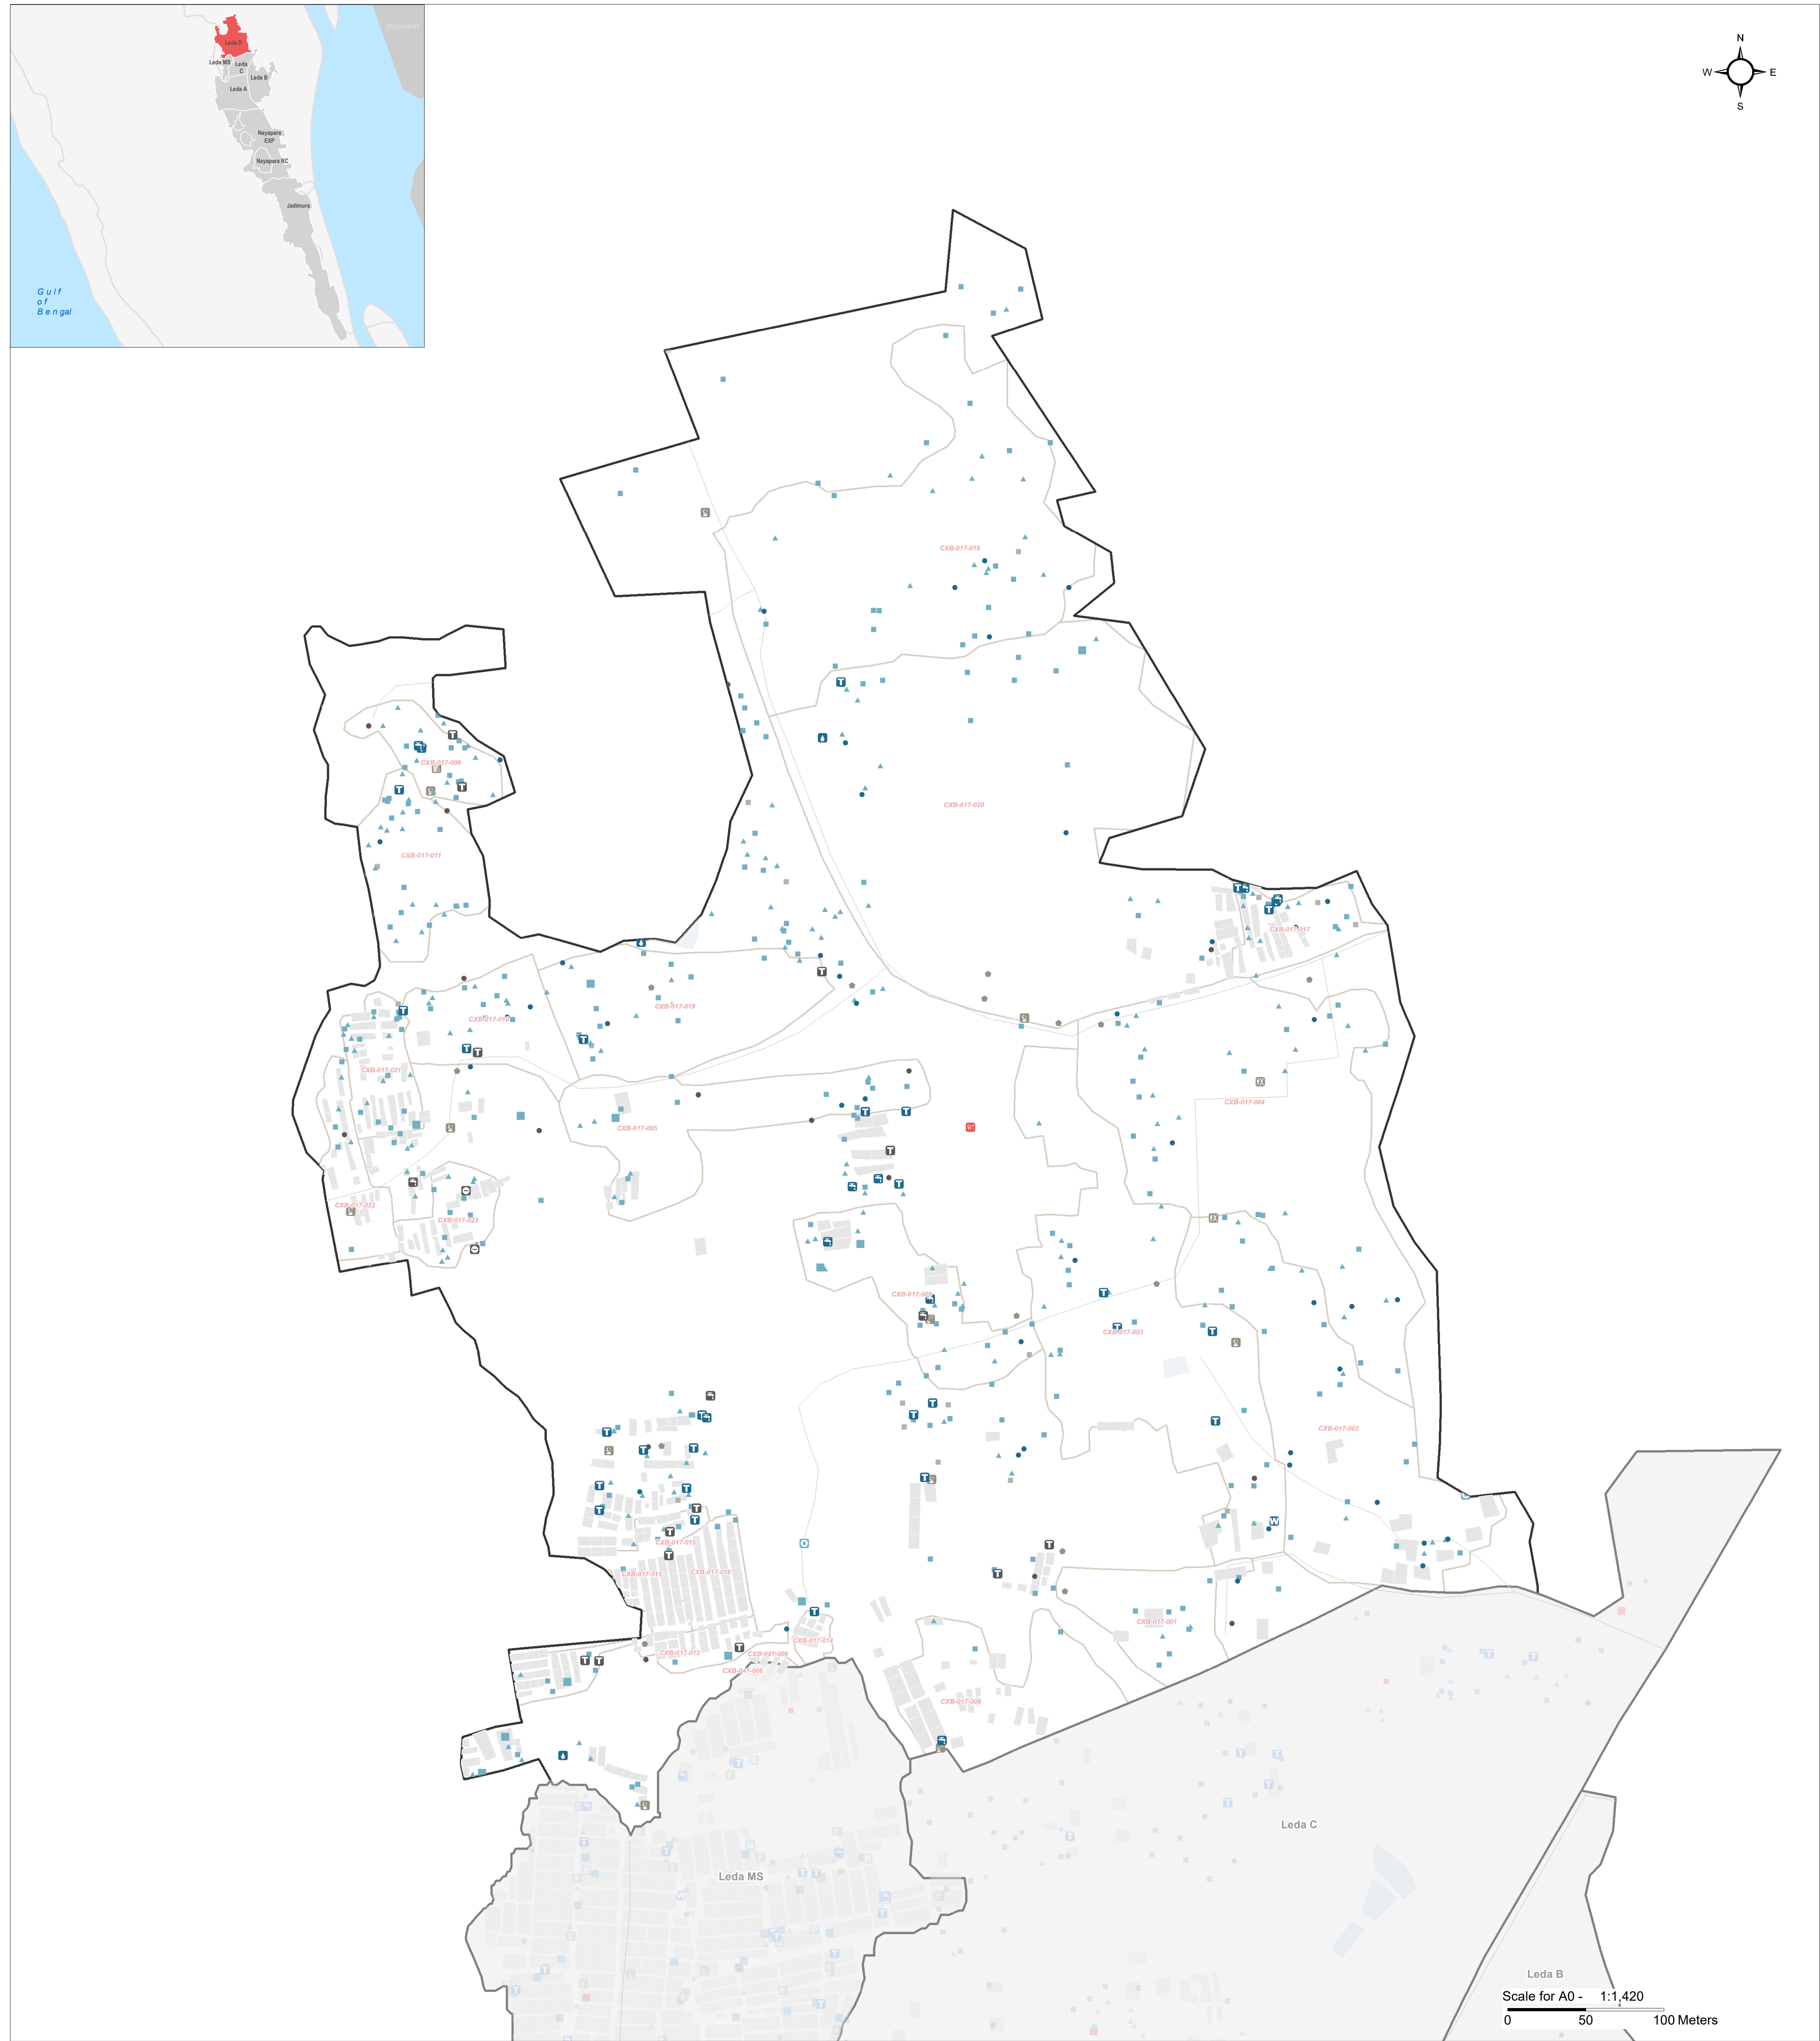 Myanmar
Leda D
Leda MS
Leda
C
Leda B
Leda A
Nayapara
EXP
Nayapara RC
Jadimura
Gulf
of
Bengal
N
W
E
S
CXB-017-018
CXB-017-006
CXB-017-020
CXB-017-011
CXB-017-017
CXB-017-019
CXB-017-021
CXB-017-004
CXB-017-005
CXB-017-022
CXB-017-023
CXB-017-003
CXB-017-002
CXB-017-015
CXB-017-015
CXB-017-016
CXB-017-001
CXB-017-014
CXB-017-013
CXB-017-008
Leda C
Leda MS
Leda B
Scale for A0 - 1:1,420
0 50 100 Meters